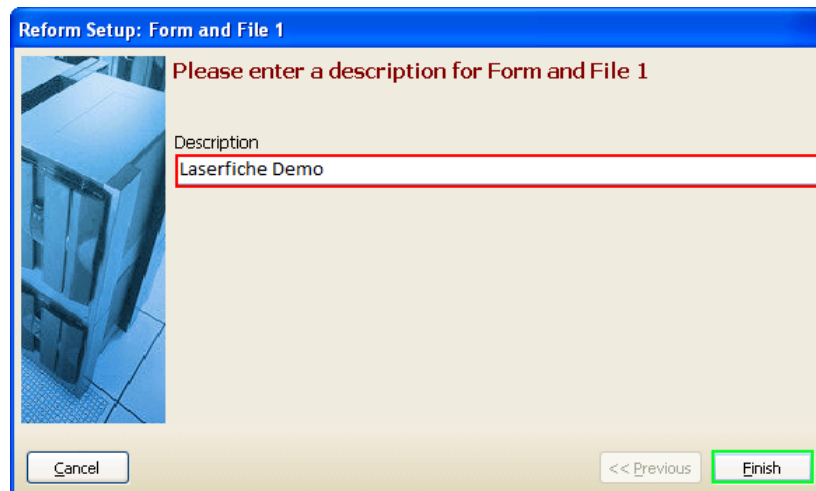 Reform Setup: Form and File 1
Please enter a description for Form and File 1
Description
Laserfiche Demo
Cancel
<< Previous
Finish